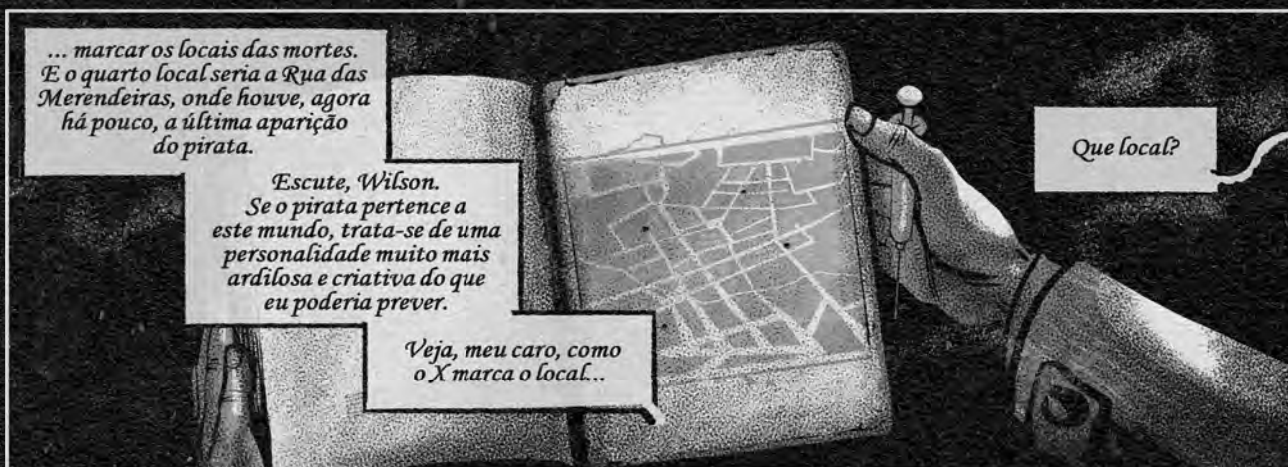 ... marcar os locais das mortes.
E o quarto local seria a Rua das
Merendeiras, onde houve, agora
há pouco, a última aparição
do pirata.
Escute, Wilson.
Se o pirata pertence a
este mundo, trata-se de uma
personalidade muito mais
ardilosa e criativa do que
eu poderia prever.
Veja, meu caro, como
o X marca o local...
Que local?